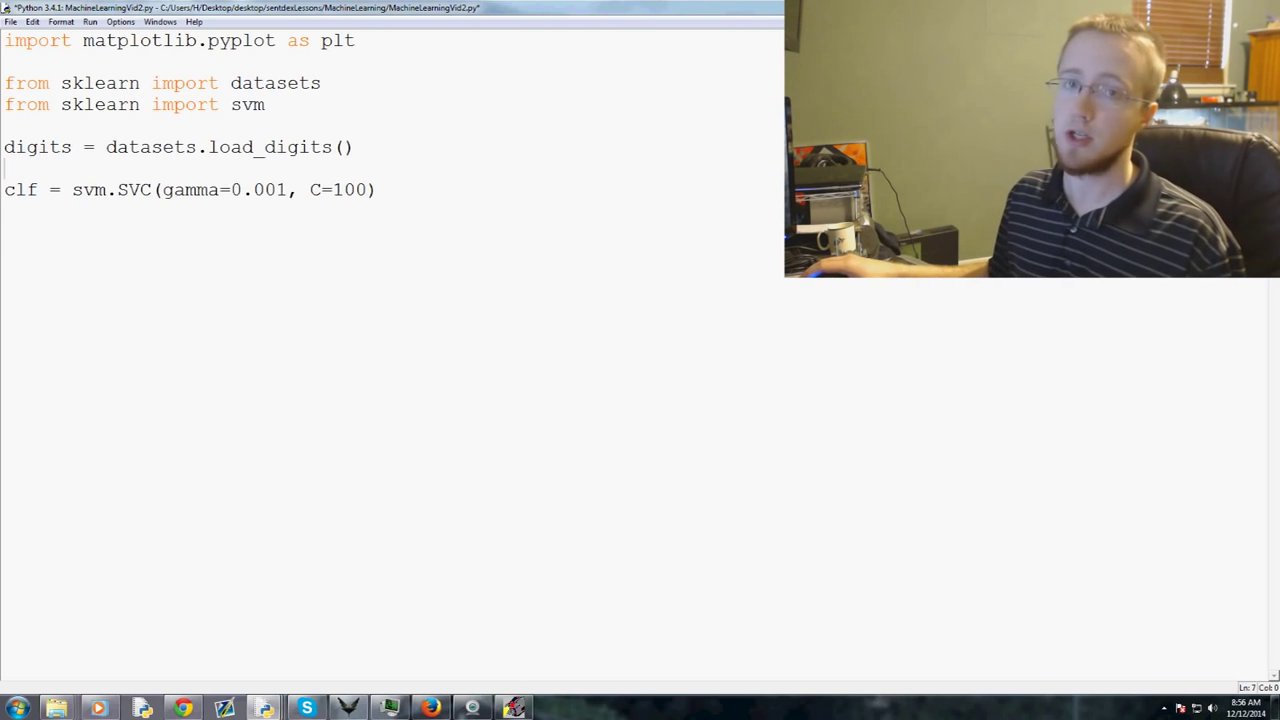 *Python 3.4.1: MachineLearningVid2.py - C:/Users/H/Desktop/desktop/sentdexLessons/MachineLearning/MachineLearningVid2.py*
File Edit Format Run Options Windows Help
import matplotlib.pyplot as plt
from sklearn import datasets
from sklearn import svm
digits = datasets.load_digits()
clf = svm.SVC(gamma=0.001, C=100)
Ln: 7 Col: 0
8:56 AM
12/12/2014